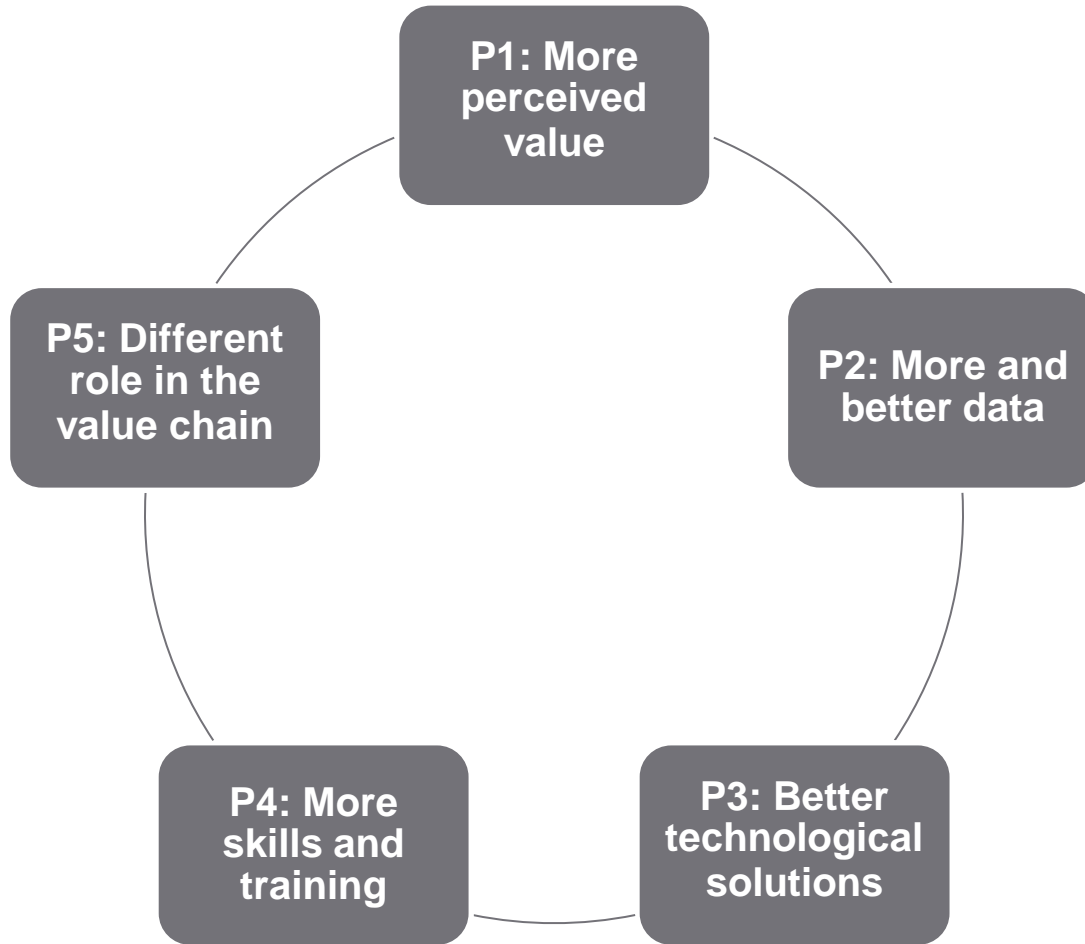 P1: More
perceived
value
P2: More and
better data
P3: Better
technological
solutions
P4: More
skills and
training
P5: Different
role in the
value chain